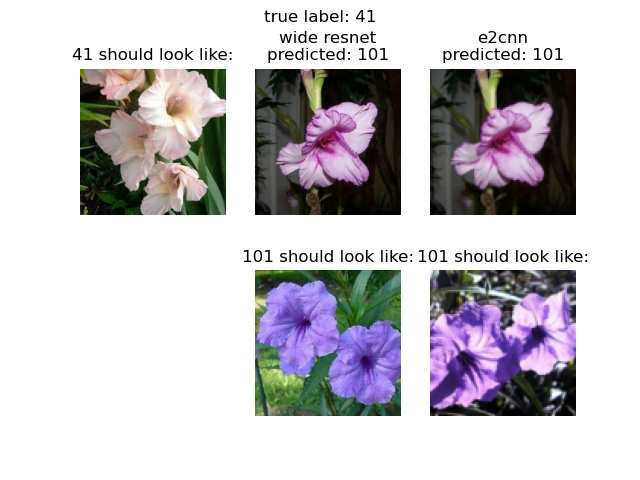 true label: 41
41 should look like:
wide resnet
predicted: 101
e2cnn
predicted: 101
101 should look like:
101 should look like: